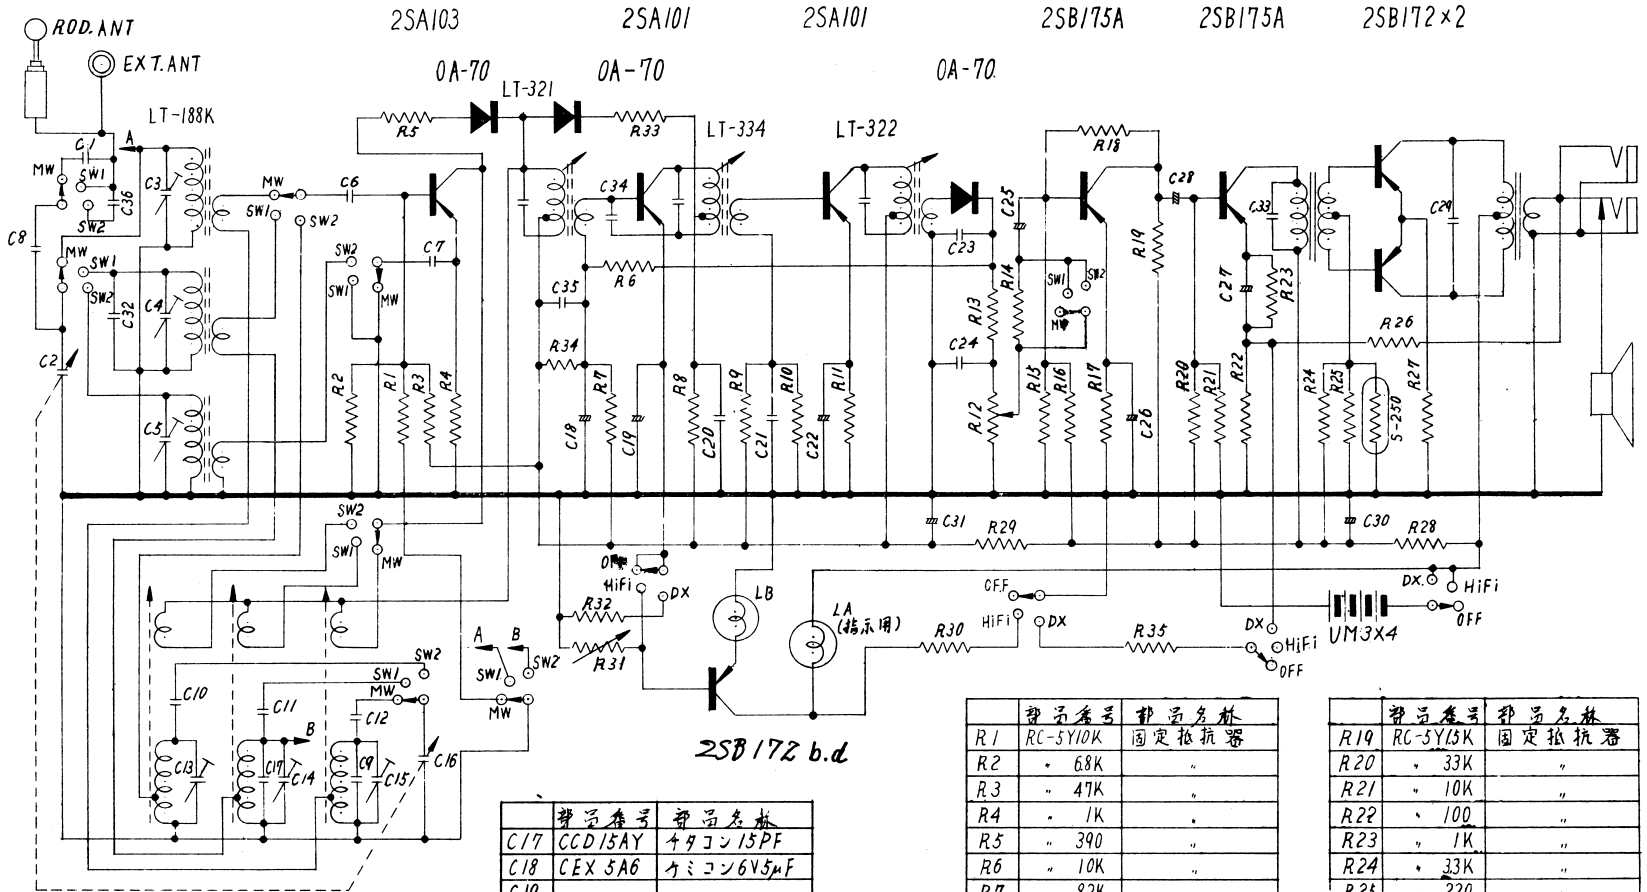 2SA103 2SA101 2SA101 2SB175A 2SB175A 2SB172×2
ROD.ANT
EXT.ANT
OA-70 OA-70 OA-70
LT-321
LT-188K
R5 R33 LT-334 LT-322 R18
C1 A
MW SW1 C3 C36 SW2
MW SW1 SW2 C6 C34 C25 C28 C33 C29
C8
MW SW1 SW2 C32 C4
SW2 SW1 MW C7
R6 C23 R14 R19
C35 R13 SW1 SW2 MW C27 R23
C2 R34 C24 R26
R2 R1 R3 R4 R7 R8 R9 R10 R11 R12 R15 R16 R17 R20 R21 R22 R24 R25 S-250 R27
C5 C18 C19 C20 C21 C22 C26
SW2 SW1 MW
C31 R29 C30 R28
HiFi DX
OFF HiFi DX
DX HiFi OFF
R32 R31
LB
LA
(指示用)
R30 R35
DX HiFi OFF
UM3X4
A B
SW1 SW2 MW
SW2 SW1 MW
C10 C11 C12
B
C13 C17 C14 C9 C15 C16
2SB172 b.d
部品番号 部品名称
C17 CCD15AY チタコン15PF
C18 CEX5A6 ケミコン6V5μF
C19
部品番号 部品名称
R1 RC-5Y10K 固定抵抗器
R2 〃 6.8K 〃
R3 〃 47K 〃
R4 〃 1K 〃
R5 〃 390 〃
R6 〃 10K 〃
R7 82K
部品番号 部品名称
R19 RC-5Y1.5K 固定抵抗器
R20 〃 33K 〃
R21 〃 10K 〃
R22 〃 100 〃
R23 〃 1K 〃
R24 〃 3.3K 〃
R25 220